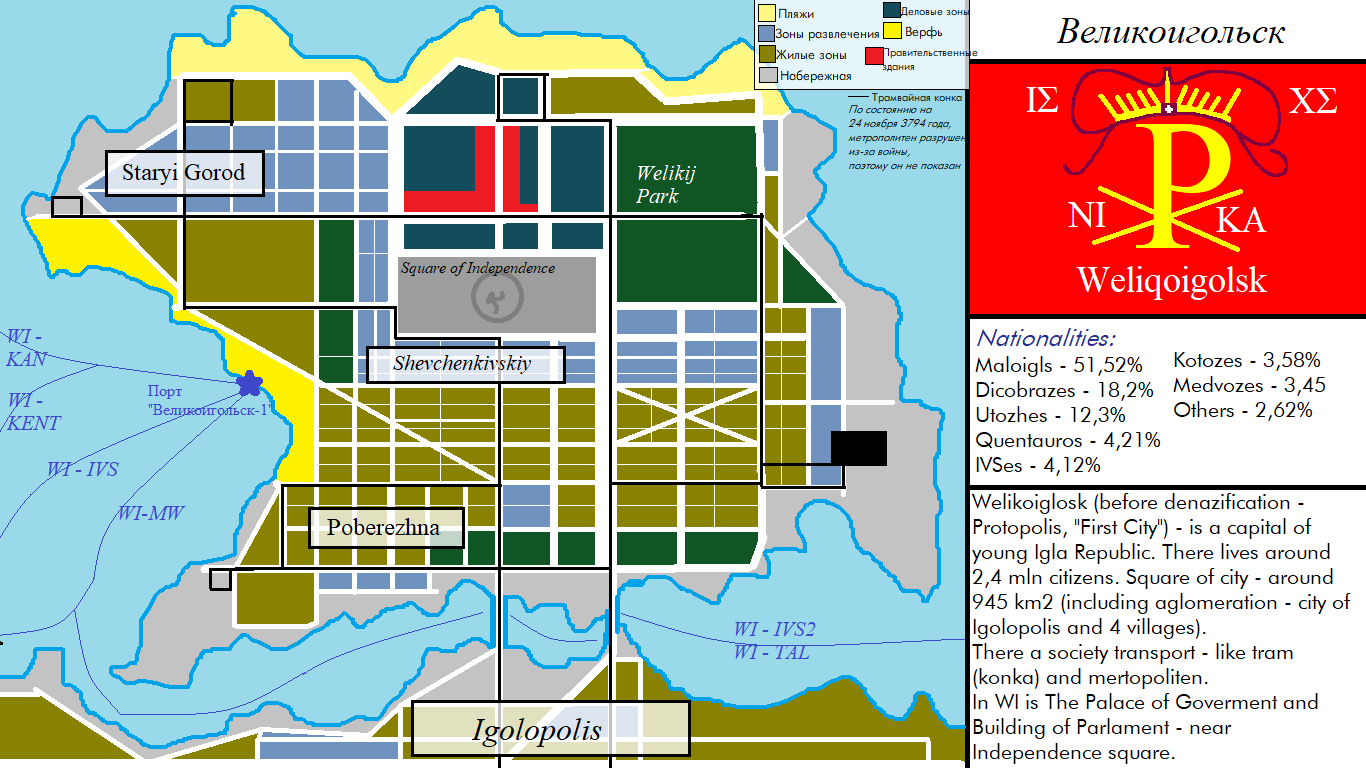 Пляжи
Деловые зоны
Зоны развлечения
Верфь
Жилые зоны
Правительственные
здания
Набережная
Трамвайная конка
По состоянию на
24 ноября 3794 года,
метрополитен разрушен
из-за войны,
поэтому он не показан
Staryi Gorod
Welikij
Park
Square of Independence
Shevchenkivskiy
WI -
KAN
WI -
KENT
Порт
"Великоигольск-1"
WI - IVS
WI-MW
Poberezhna
WI - IVS2
WI - TAL
Igolopolis
Великоигольск
ΙΣ
ΧΣ
P
NI
KA
Weliqoigolsk
Nationalities:
Maloigls - 51,52%
Dicobrazes - 18,2%
Utozhes - 12,3%
Quentauros - 4,21%
IVSes - 4,12%
Kotozes - 3,58%
Medvozes - 3,45
Others - 2,62%
Welikoiglosk (before denazification -
Protopolis, "First City") - is a capital of
young Igla Republic. There lives around
2,4 mln citizens. Square of city - around
945 km2 (including aglomeration - city of
Igolopolis and 4 villages).
There a society transport - like tram
(konka) and mertopoliten.
In WI is The Palace of Goverment and
Building of Parlament - near
Independence square.